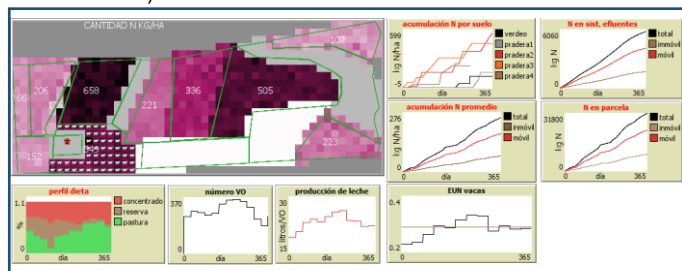 CANTIDAD N KG/HA
107
206
658
66
221
336
505
152
223
acumulación N por suelo
599
kg N/ha
-5
0
día
365
verdeo
pradera1
pradera2
pradera3
pradera4
N en sist. efluentes
6060
kg N
0
0
día
365
total
inmóvil
móvil
acumulación N promedio
276
kg N/ha
0
0
día
365
total
inmóvil
móvil
N en parcela
31800
kg N
0
0
día
365
total
inmóvil
móvil
perfil dieta
1.1
%
0
0
día
365
concentrado
reserva
pastura
número VO
370
0
0
día
365
producción de leche
30
litros/VO
15
0
día
365
EUN vacas
0.4
0.2
0
día
365